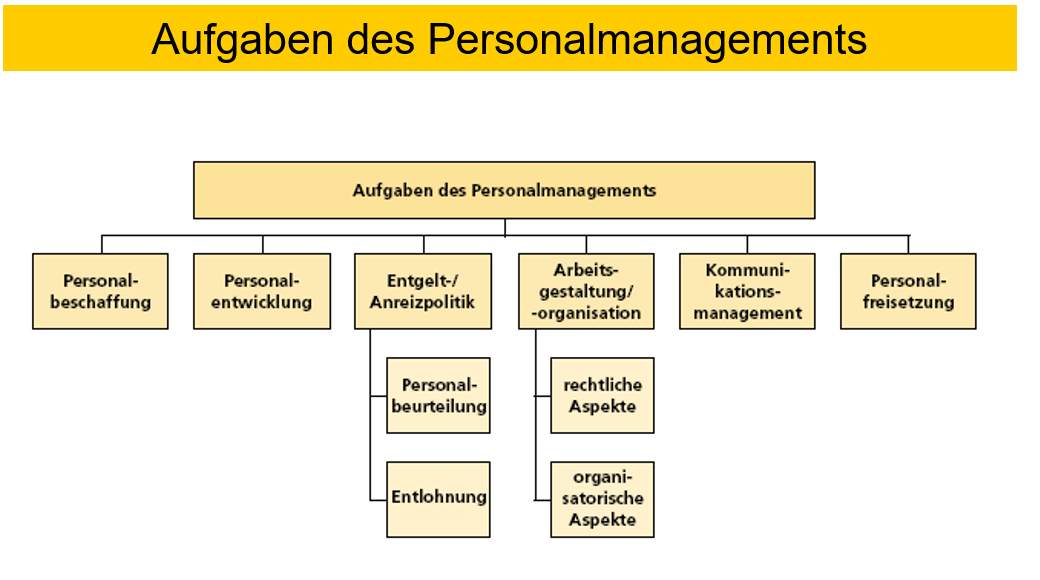 Aufgaben des Personalmanagements
Aufgaben des Personalmanagements
Personal-
beschaffung
Personal-
entwicklung
Entgelt-/
Anreizpolitik
Arbeits-
gestaltung/
-organisation
Kommuni-
kations-
management
Personal-
freisetzung
Personal-
beurteilung
rechtliche
Aspekte
Entlohnung
organi-
satorische
Aspekte